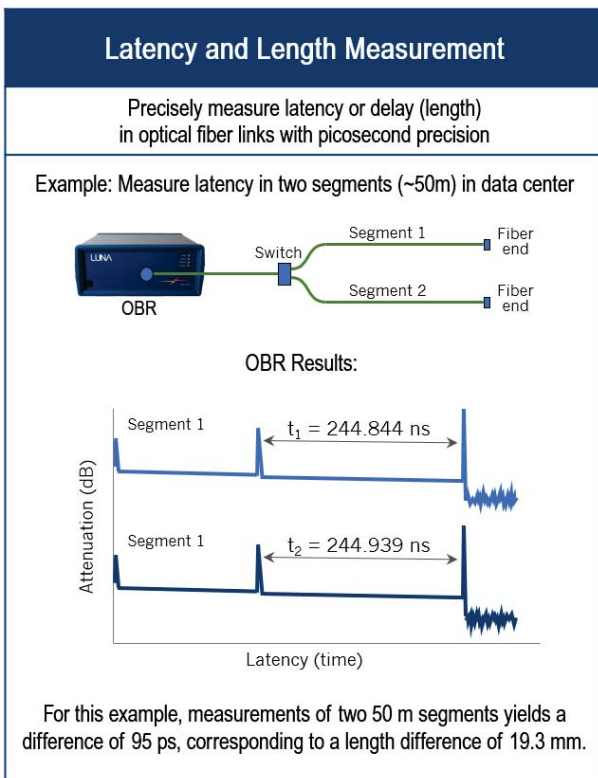 Latency and Length Measurement
Precisely measure latency or delay (length)
in optical fiber links with picosecond precision
Example: Measure latency in two segments (~50m) in data center
LUNA
OBR
Switch
Segment 1
Fiber
end
Segment 2
Fiber
end
OBR Results:
Attenuation (dB)
Segment 1
t₁ = 244.844 ns
Segment 1
t₂ = 244.939 ns
Latency (time)
For this example, measurements of two 50 m segments yields a
difference of 95 ps, corresponding to a length difference of 19.3 mm.